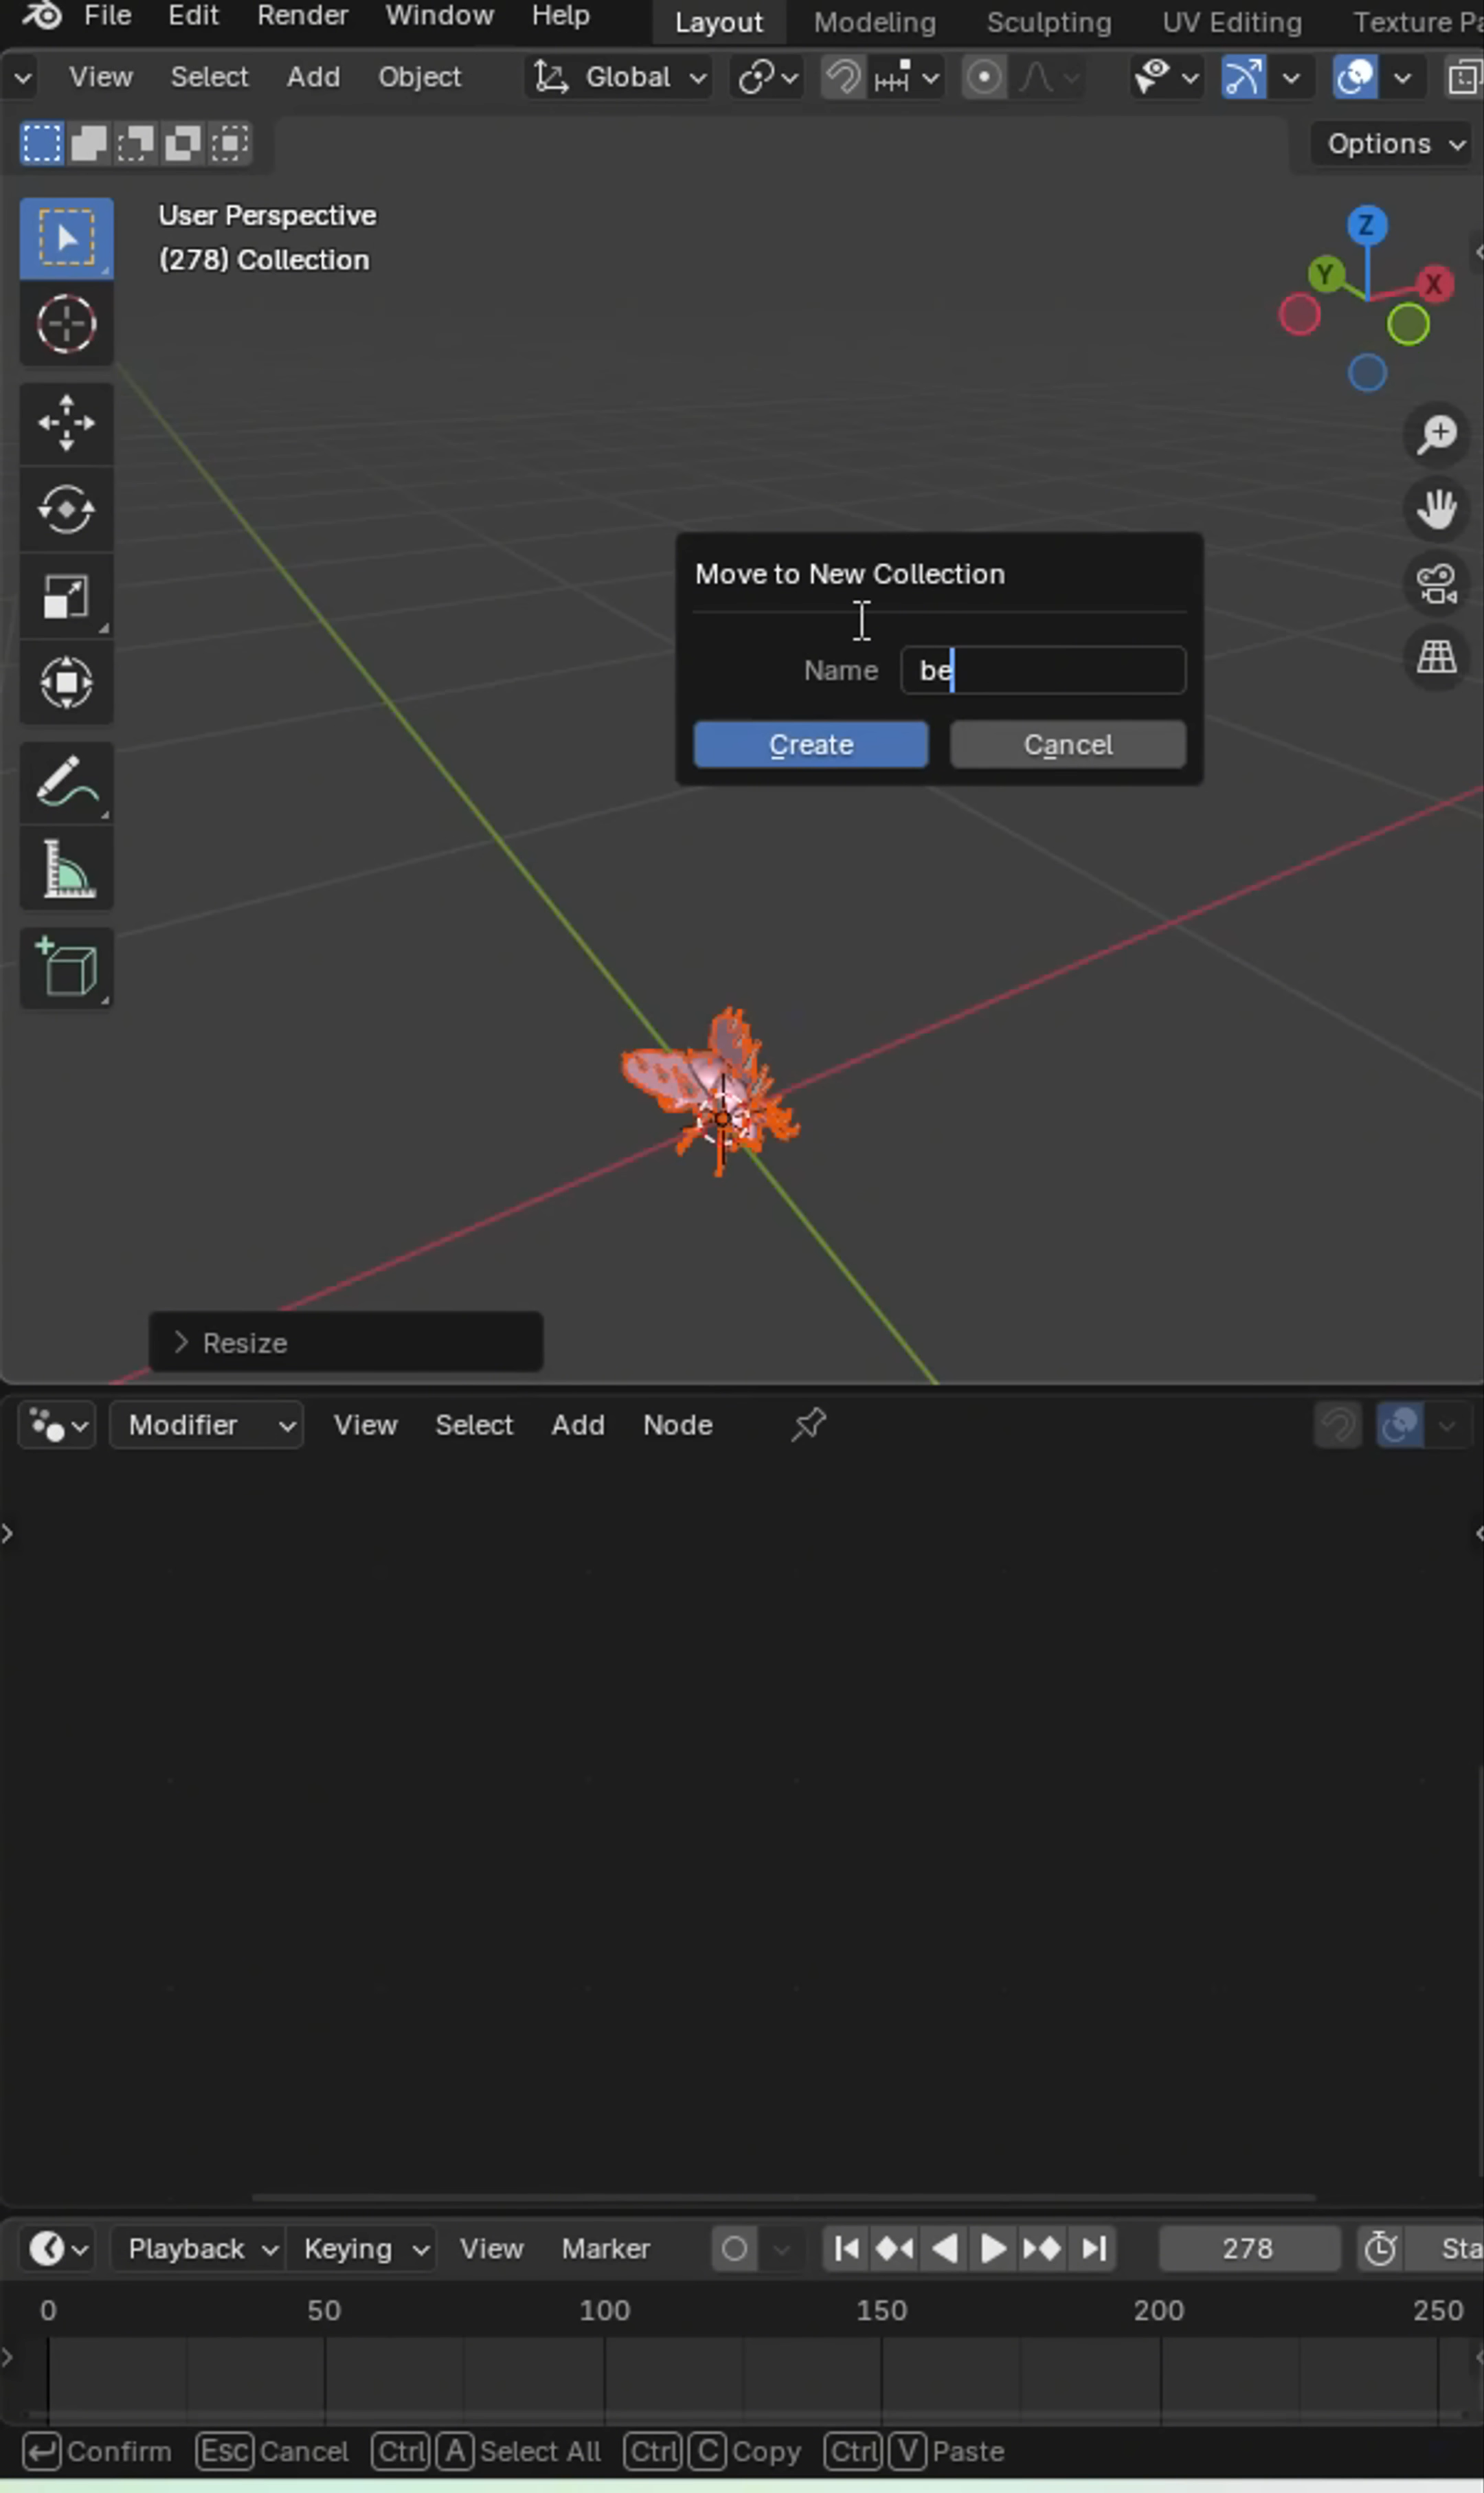 File Edit Render Window Help Layout Modeling Sculpting UV Editing Texture Pa
View Select Add Object Global
Options
User Perspective
(278) Collection
Z
Y X
Move to New Collection
Name be
Create Cancel
Resize
Modifier View Select Add Node
Playback Keying View Marker 278 Sta
0 50 100 150 200 250
Confirm Esc Cancel Ctrl A Select All Ctrl C Copy Ctrl V Paste